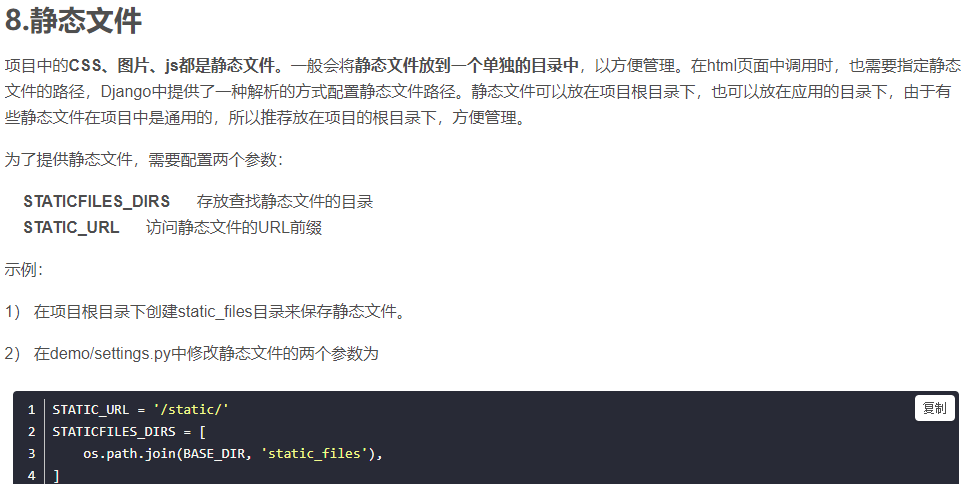 8.静态文件
项目中的CSS、图片、js都是静态文件。一般会将静态文件放到一个单独的目录中，以方便管理。在html页面中调用时，也需要指定静态
文件的路径，Django中提供了一种解析的方式配置静态文件路径。静态文件可以放在项目根目录下，也可以放在应用的目录下，由于有
些静态文件在项目中是通用的，所以推荐放在项目的根目录下，方便管理。
为了提供静态文件，需要配置两个参数：
STATICFILES_DIRS 存放查找静态文件的目录
STATIC_URL 访问静态文件的URL前缀
示例：
1） 在项目根目录下创建static_files目录来保存静态文件。
2） 在demo/settings.py中修改静态文件的两个参数为
复制
1 STATIC_URL = '/static/'
2 STATICFILES_DIRS = [
3     os.path.join(BASE_DIR, 'static_files'),
4 ]